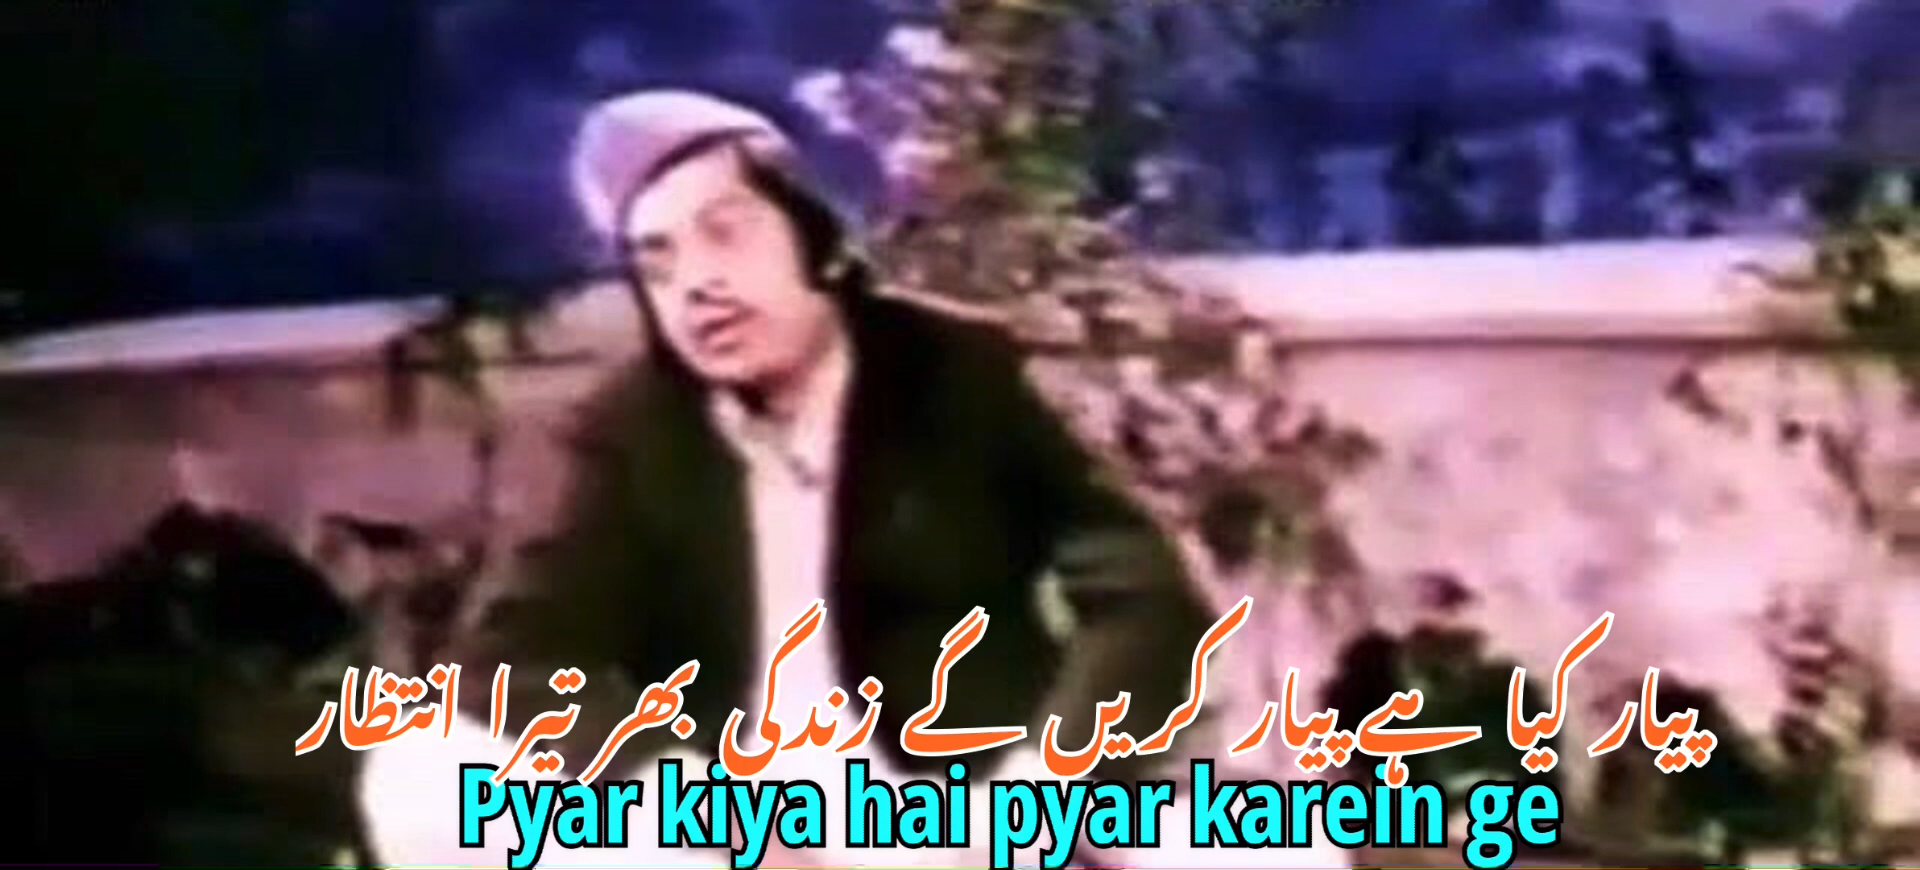 پیار کیا ہے پیار کریں گے زندگی بھر تیرا انتظار
Pyar kiya hai pyar karein ge